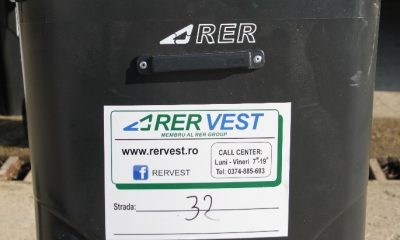 RER
RER VEST
MEMBRU AL RER GROUP
www.rervest.ro
RERVEST
CALL CENTER:
Luni - Vineri 7-19
Tel: 0374-885-693
Strada: 32